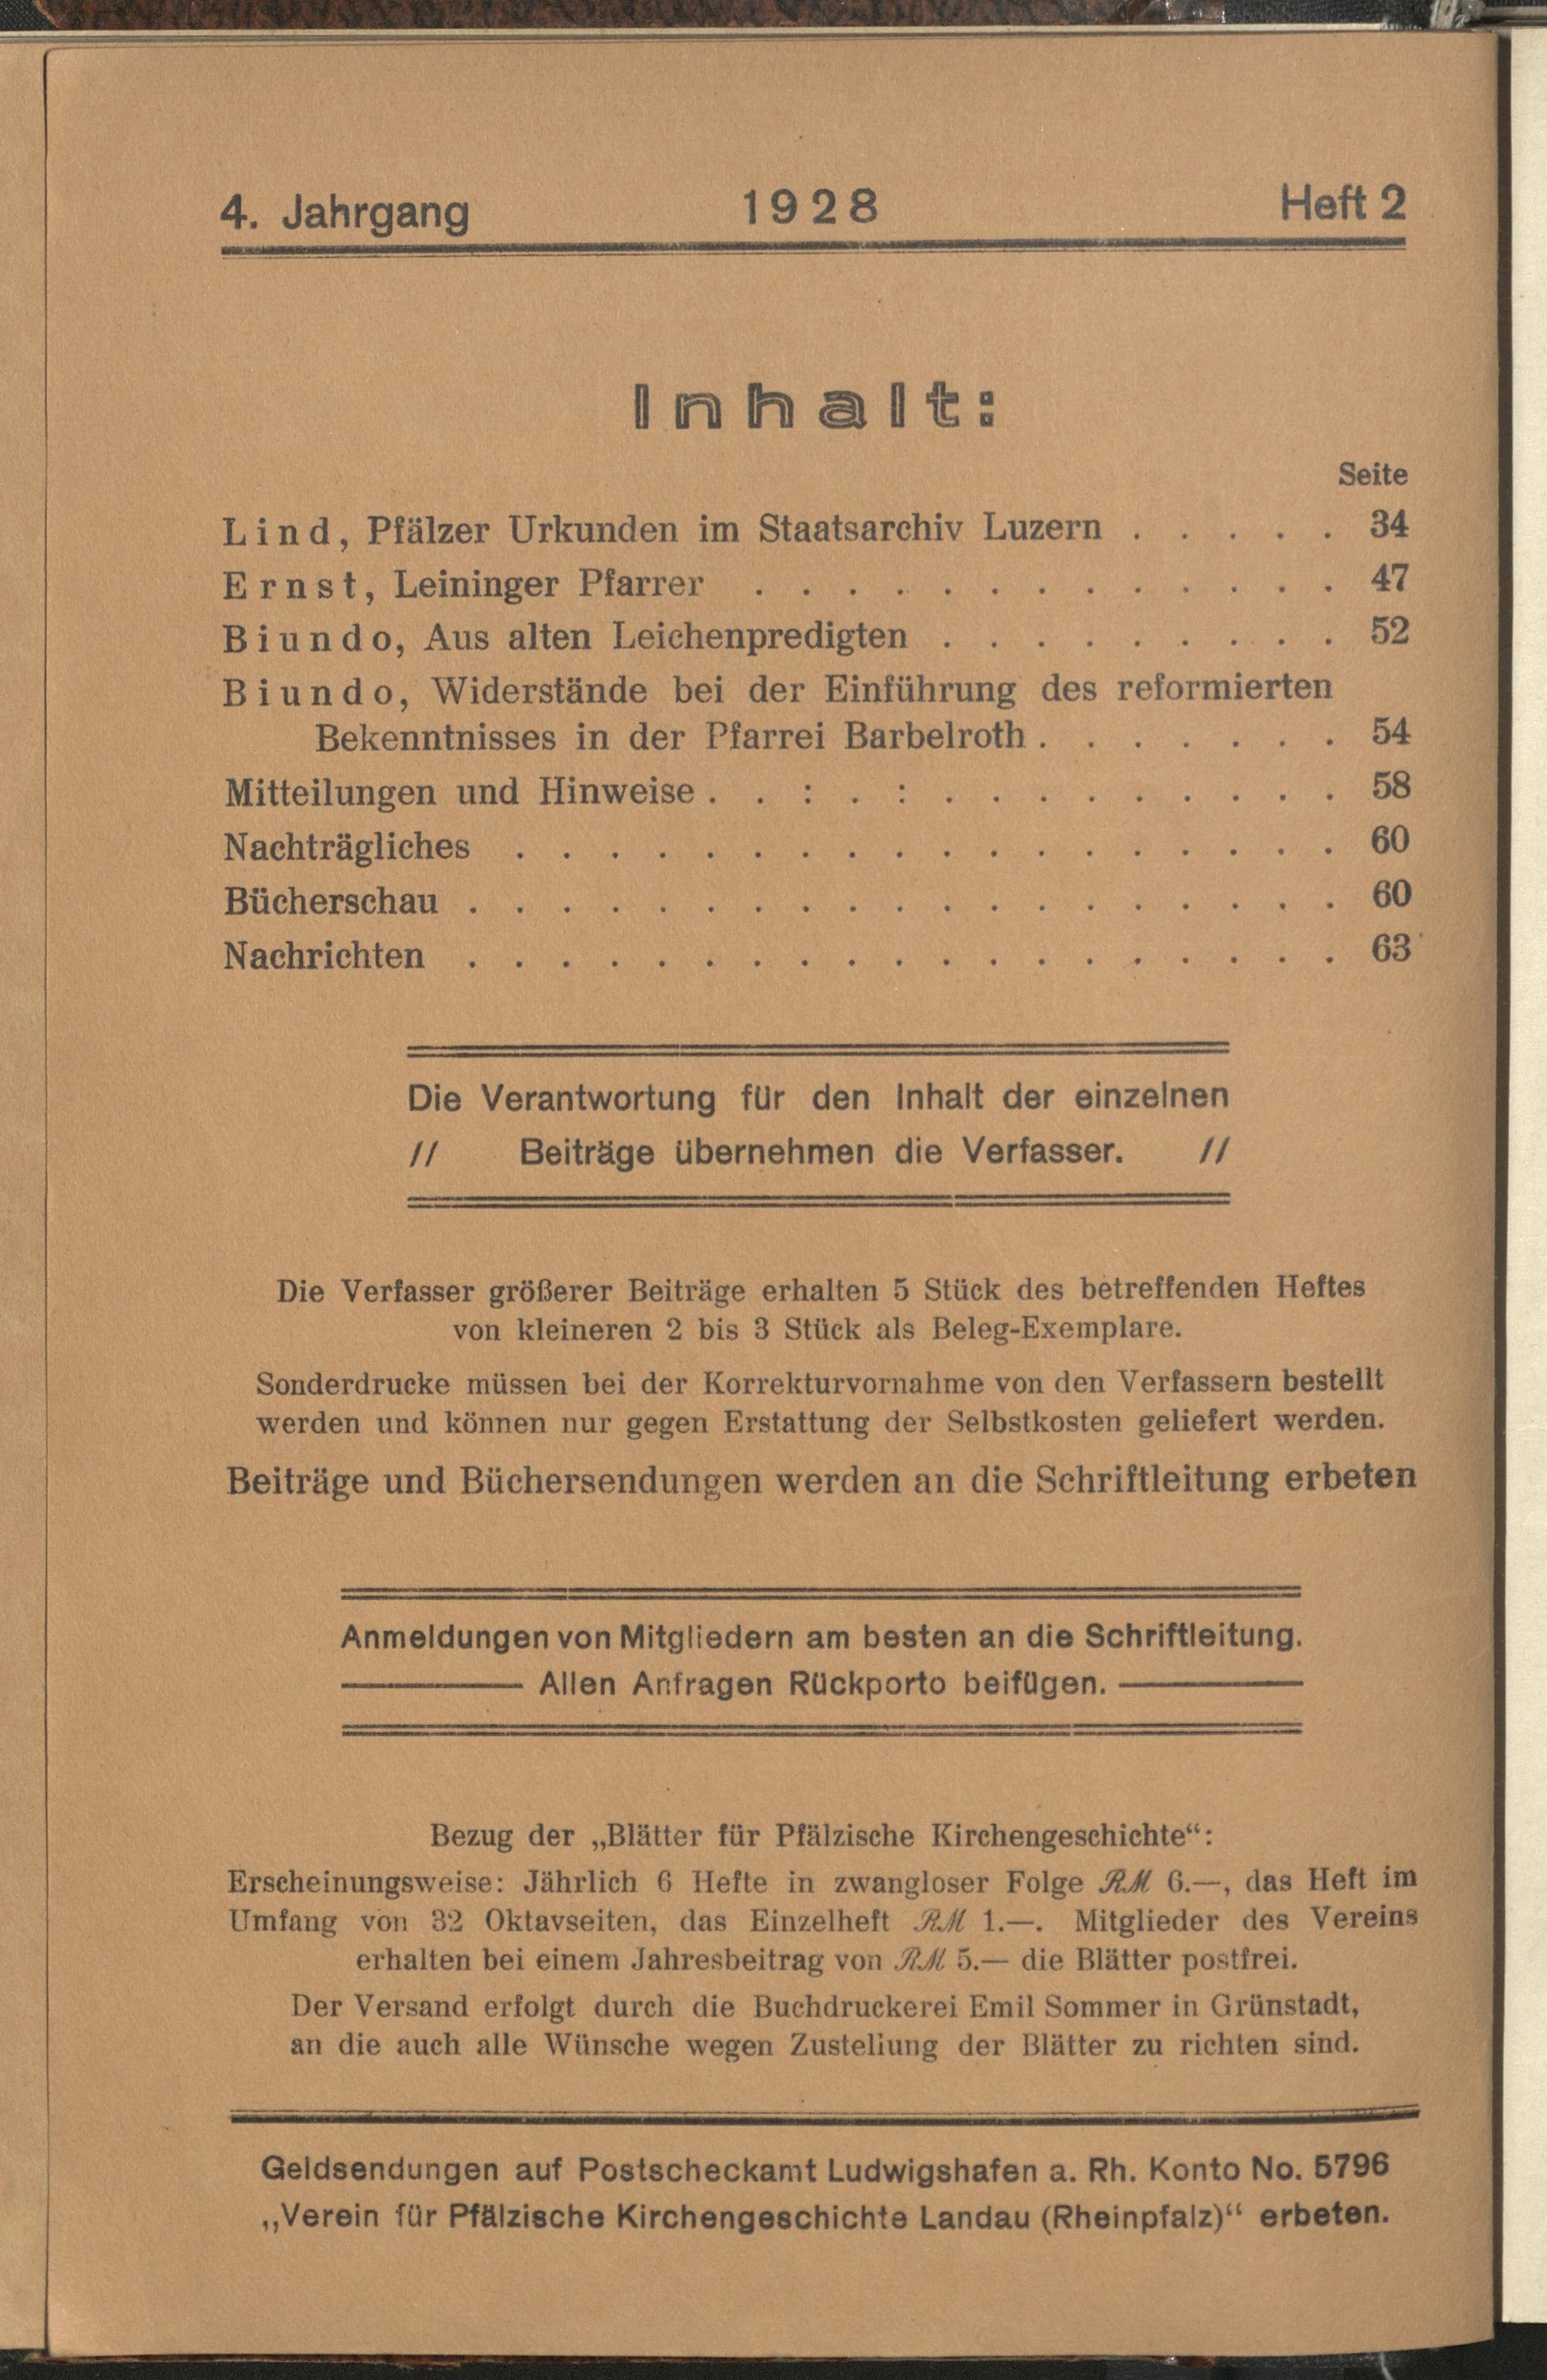 4. Jahrgang 1928 Heft 2
Inhalt:
Seite
Lind, Pfälzer Urkunden im Staatsarchiv Luzern . . . . . 34
Ernst, Leininger Pfarrer . . . . . . . . . . . . . 47
Biundo, Aus alten Leichenpredigten . . . . . . . . . 52
Biundo, Widerstände bei der Einführung des reformierten
Bekenntnisses in der Pfarrei Barbelroth . . . . . . . 54
Mitteilungen und Hinweise . . : . : . . . . . . . . . 58
Nachträgliches . . . . . . . . . . . . . . . . . . 60
Bücherschau . . . . . . . . . . . . . . . . . . . 60
Nachrichten . . . . . . . . . . . . . . . . . . . 63
Die Verantwortung für den Inhalt der einzelnen
// Beiträge übernehmen die Verfasser. //
Die Verfasser größerer Beiträge erhalten 5 Stück des betreffenden Heftes
von kleineren 2 bis 3 Stück als Beleg-Exemplare.
Sonderdrucke müssen bei der Korrekturvornahme von den Verfassern bestellt
werden und können nur gegen Erstattung der Selbstkosten geliefert werden.
Beiträge und Büchersendungen werden an die Schriftleitung erbeten
Anmeldungen von Mitgliedern am besten an die Schriftleitung.
Allen Anfragen Rückporto beifügen.
Bezug der „Blätter für Pfälzische Kirchengeschichte“:
Erscheinungsweise: Jährlich 6 Hefte in zwangloser Folge RM 6.—, das Heft im
Umfang von 32 Oktavseiten, das Einzelheft RM 1.—. Mitglieder des Vereins
erhalten bei einem Jahresbeitrag von RM 5.— die Blätter postfrei.
Der Versand erfolgt durch die Buchdruckerei Emil Sommer in Grünstadt,
an die auch alle Wünsche wegen Zustellung der Blätter zu richten sind.
Geldsendungen auf Postscheckamt Ludwigshafen a. Rh. Konto No. 5796
„Verein für Pfälzische Kirchengeschichte Landau (Rheinpfalz)“ erbeten.